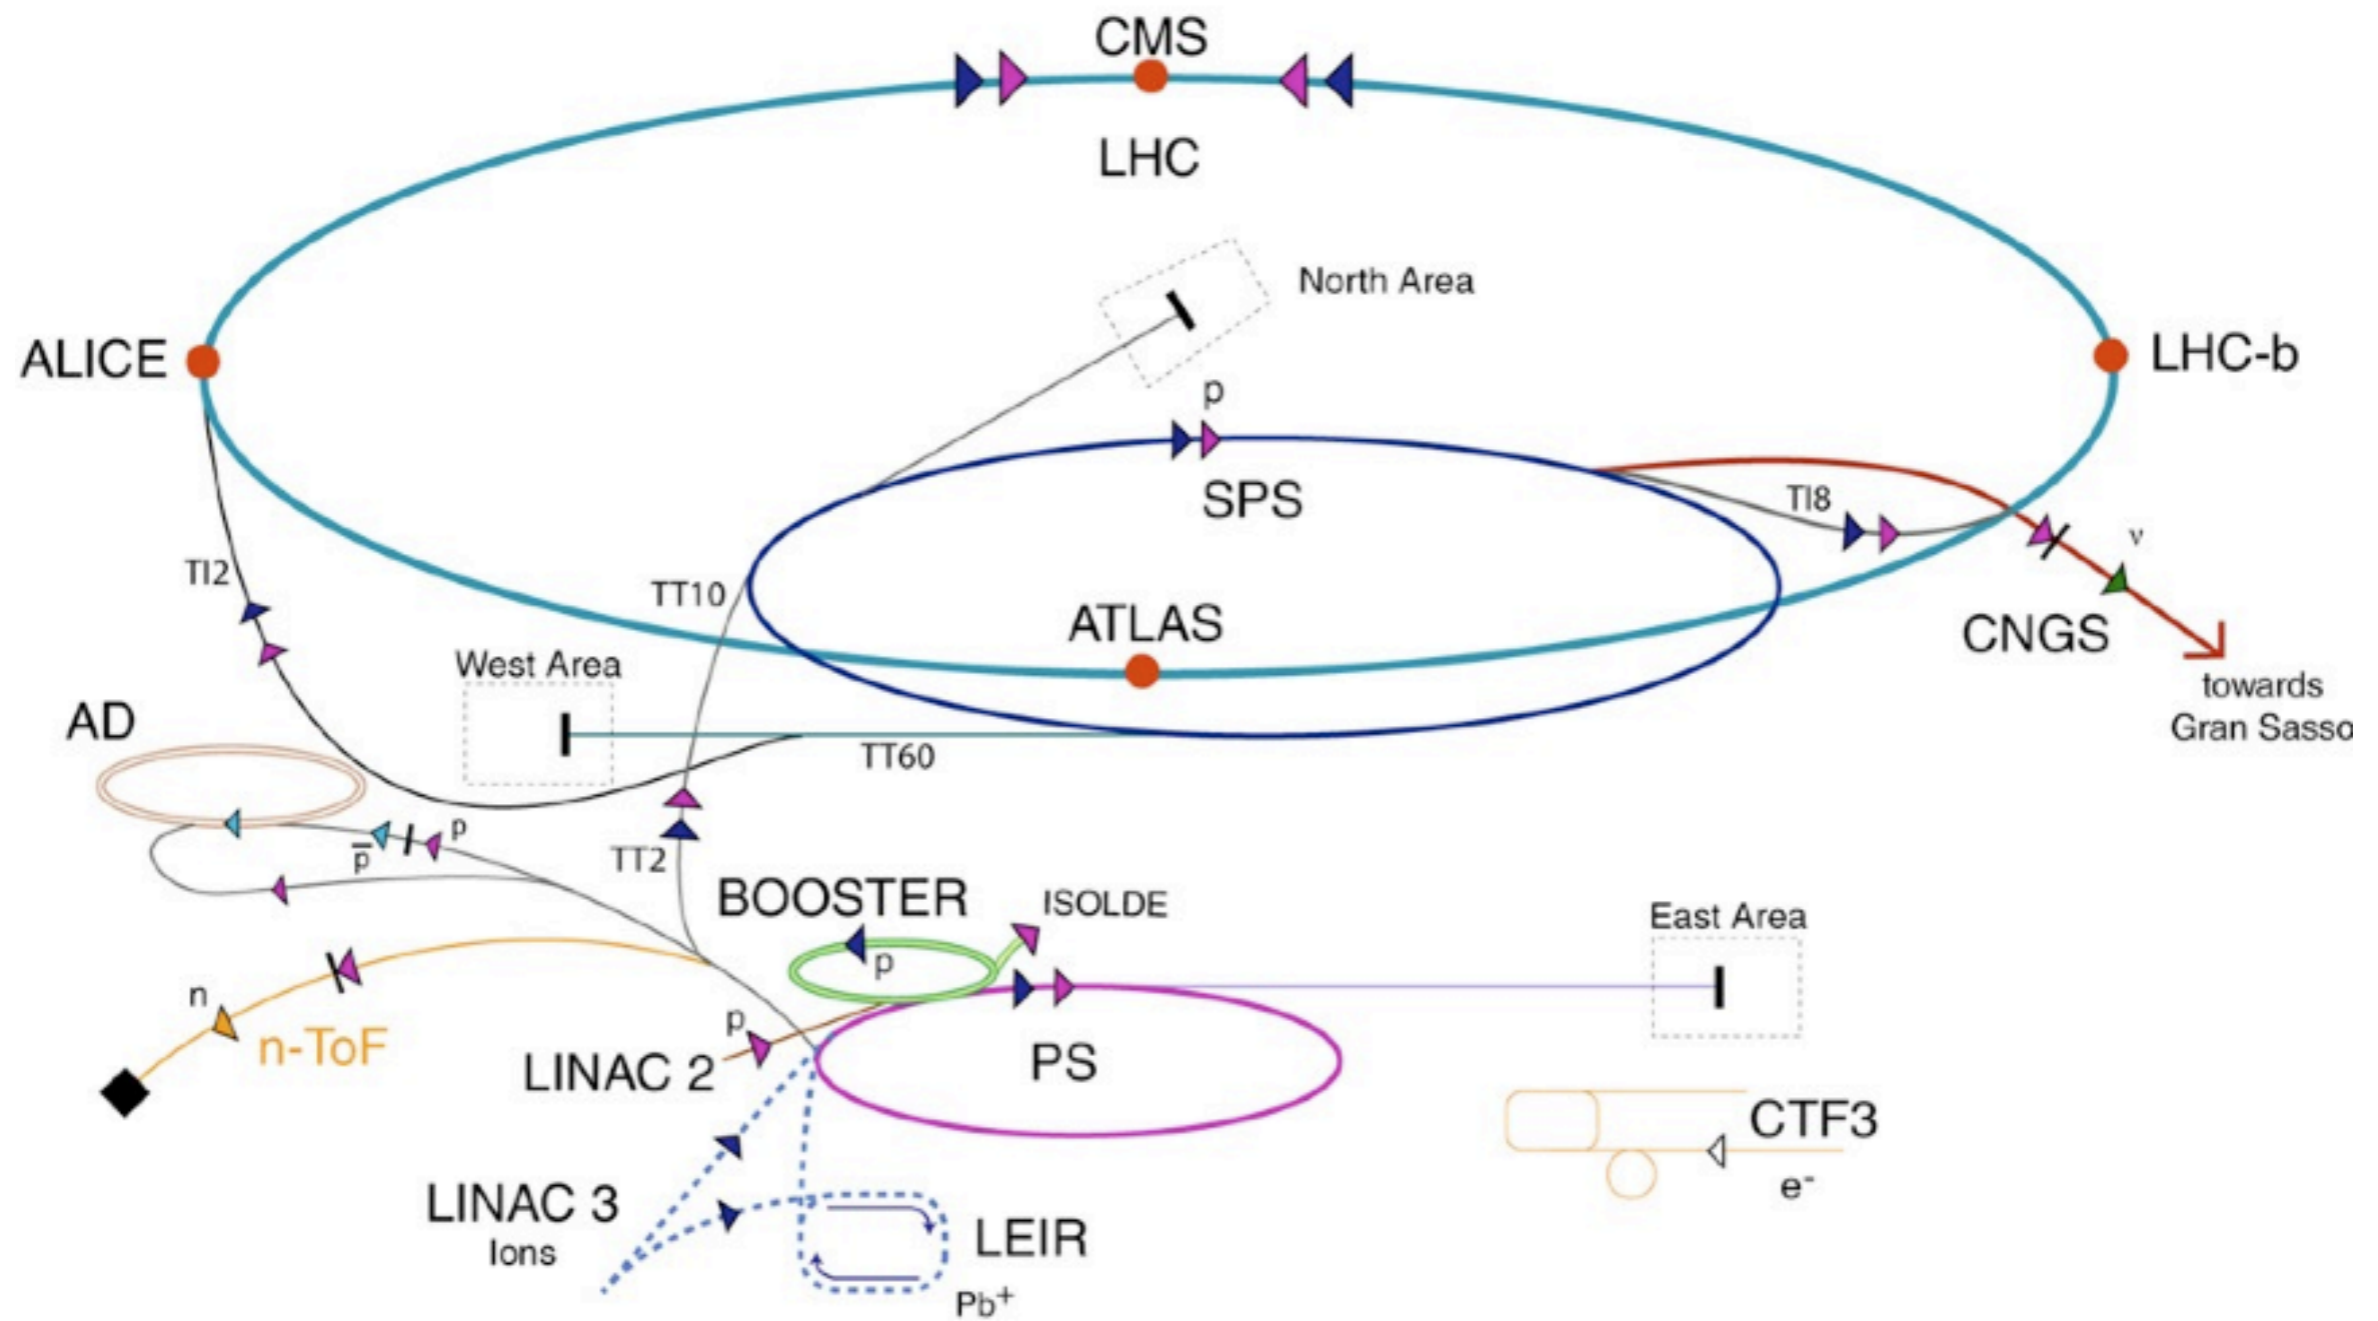 CMS
LHC
North Area
ALICE
LHC-b
p
SPS
TI8
ν
TI2
TT10
ATLAS
CNGS
West Area
towards
Gran Sasso
AD
TT60
p
p̅
TT2
BOOSTER
ISOLDE
East Area
p
n
n-ToF
p
LINAC 2
PS
CTF3
e-
LINAC 3
Ions
LEIR
Pb+